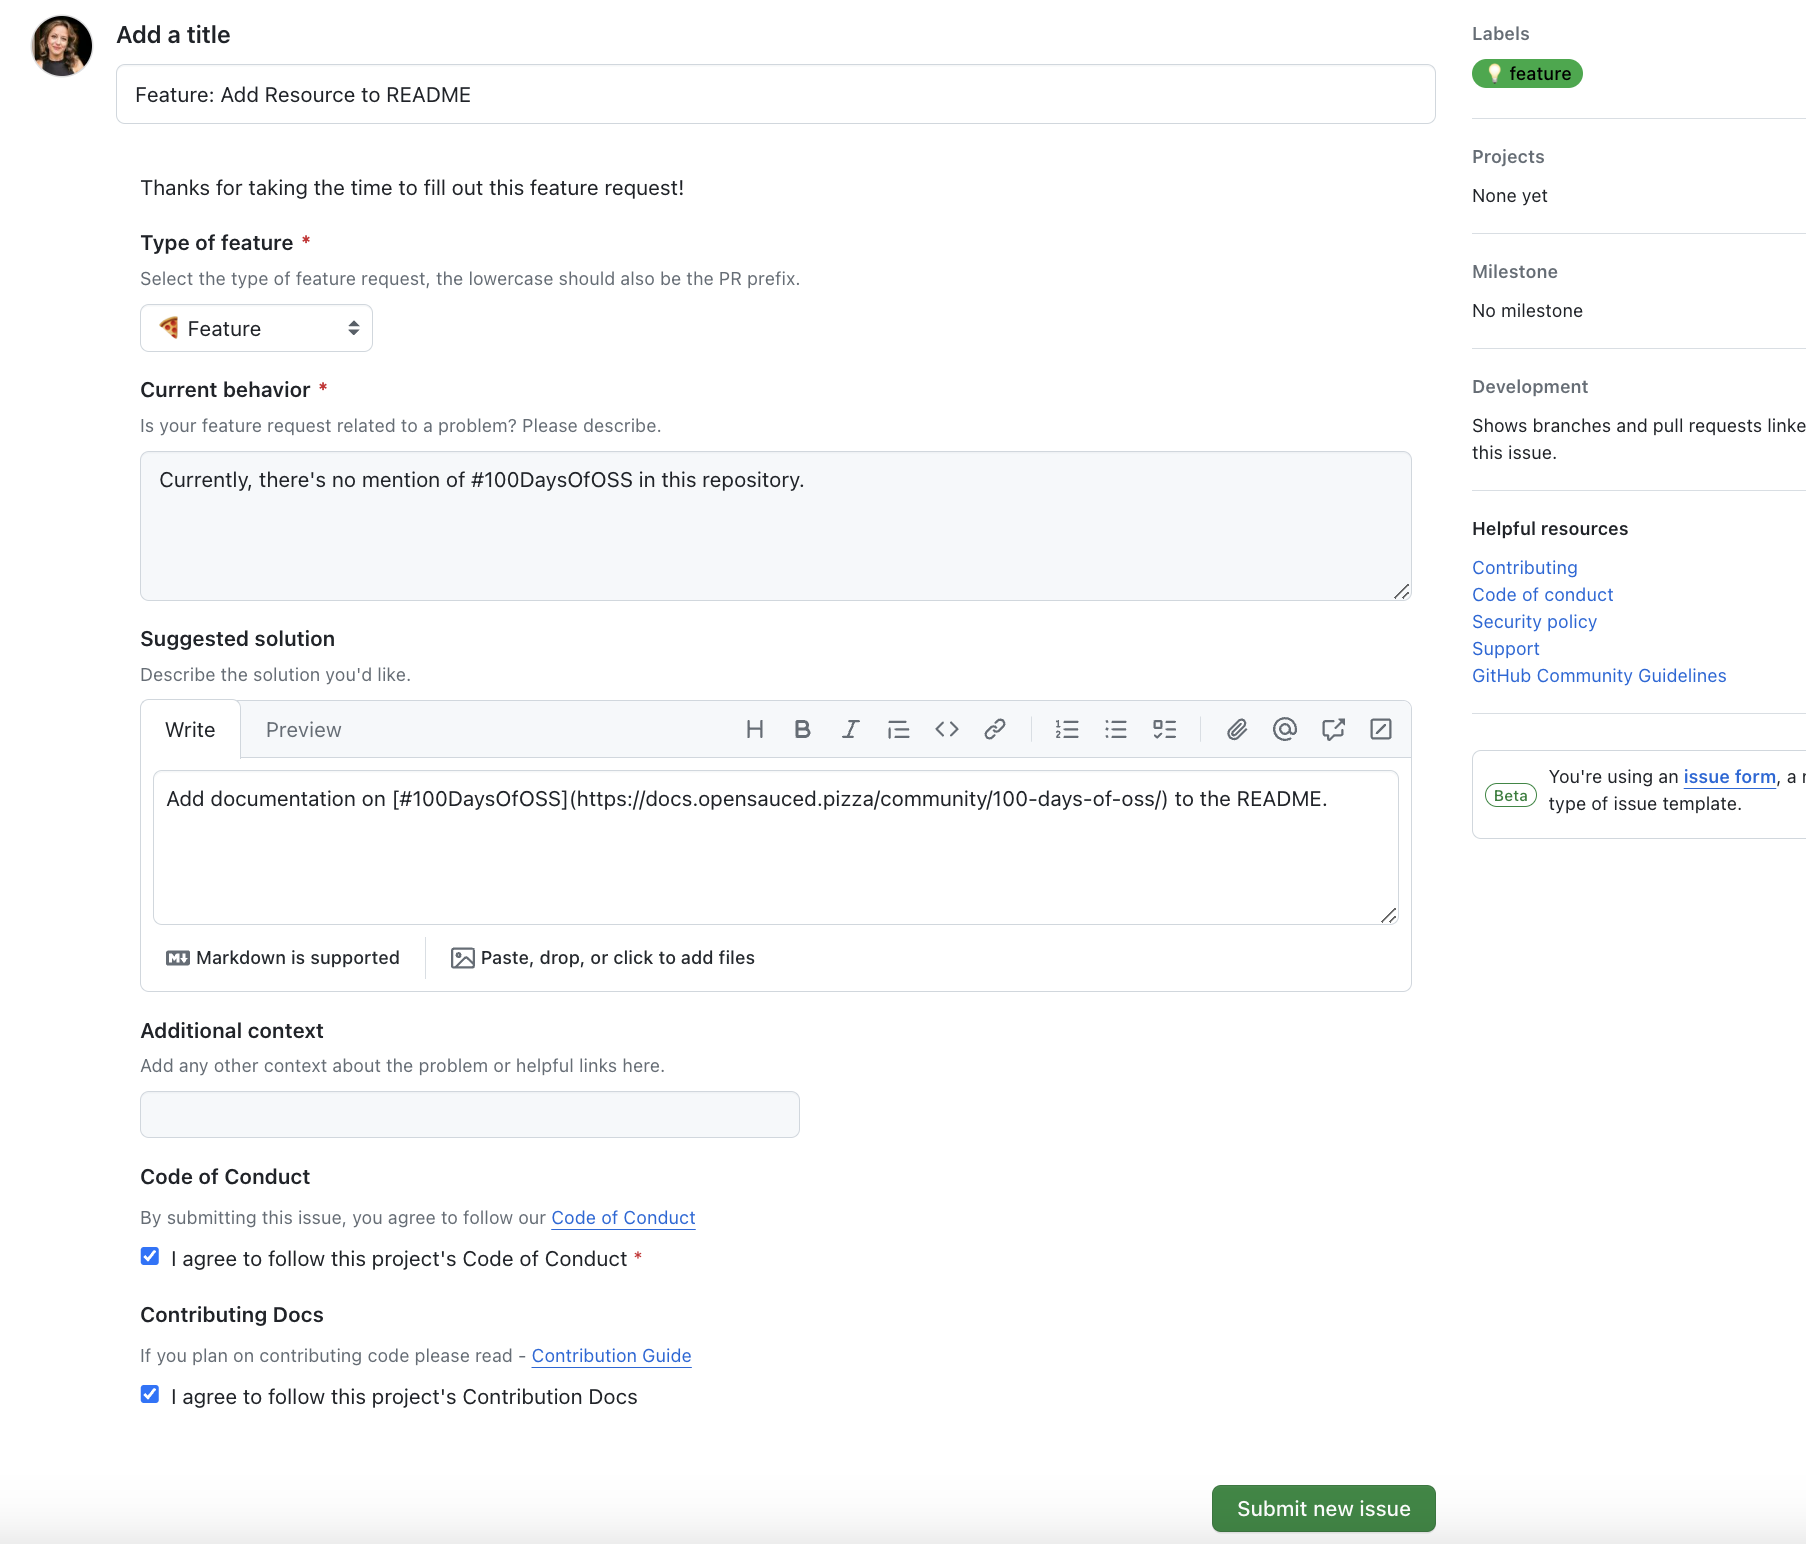 Add a title
Feature: Add Resource to README
Thanks for taking the time to fill out this feature request!
Type of feature *
Select the type of feature request, the lowercase should also be the PR prefix.
🍕 Feature
Current behavior *
Is your feature request related to a problem? Please describe.
Currently, there's no mention of #100DaysOfOSS in this repository.
Suggested solution
Describe the solution you'd like.
Write
Preview
Add documentation on [#100DaysOfOSS](https://docs.opensauced.pizza/community/100-days-of-oss/) to the README.
Markdown is supported
Paste, drop, or click to add files
Additional context
Add any other context about the problem or helpful links here.
Code of Conduct
By submitting this issue, you agree to follow our Code of Conduct
I agree to follow this project's Code of Conduct *
Contributing Docs
If you plan on contributing code please read - Contribution Guide
I agree to follow this project's Contribution Docs
Submit new issue
Labels
💡 feature
Projects
None yet
Milestone
No milestone
Development
Shows branches and pull requests linke
this issue.
Helpful resources
Contributing
Code of conduct
Security policy
Support
GitHub Community Guidelines
Beta
You're using an issue form, a
type of issue template.